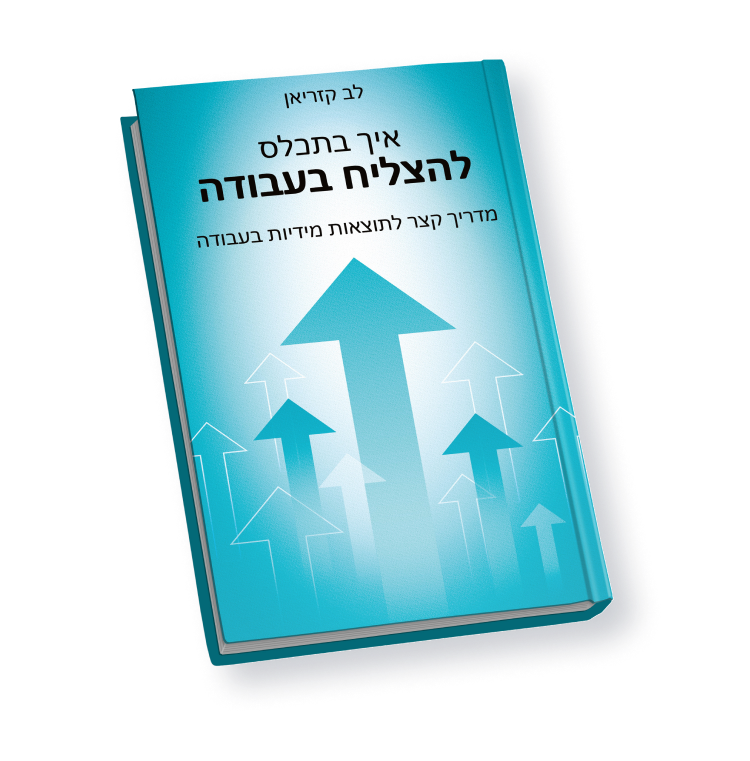 לב קזריאן
איך בתכלס
להצליח בעבודה
מדריך קצר לתוצאות מידיות בעבודה